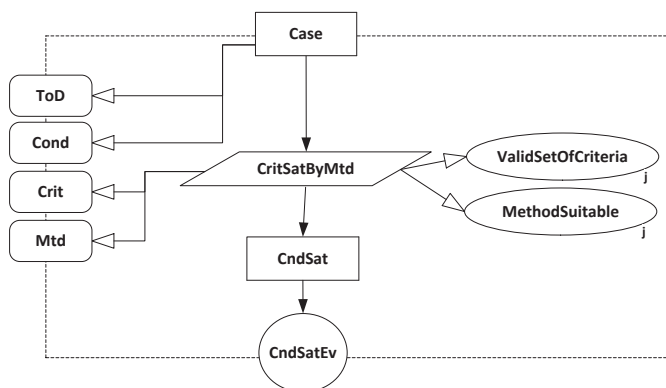 Case
ToD
Cond
Crit
Mtd
CritSatByMtd
ValidSetOfCriteria
j
MethodSuitable
j
CndSat
CndSatEv